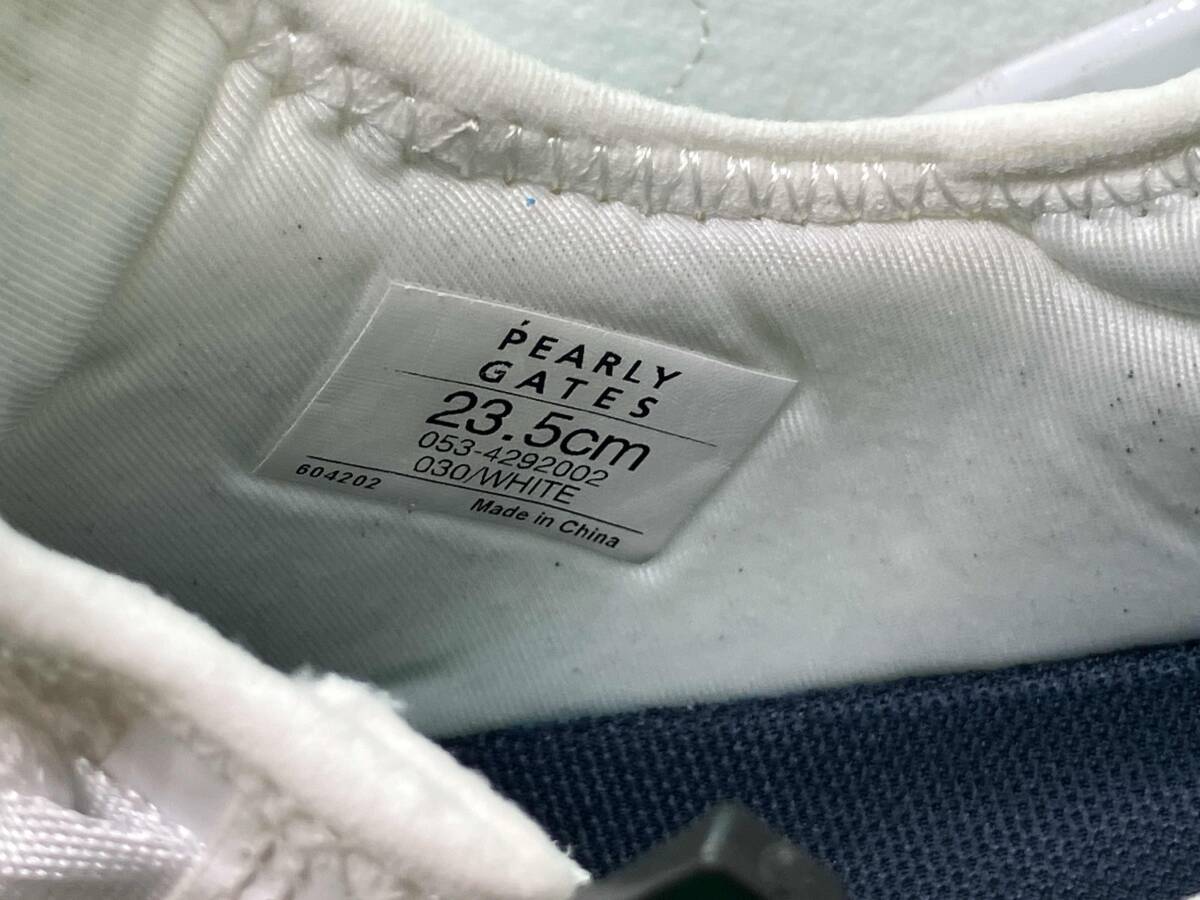 PEARLY
GATES
23.5cm
053-4292002
030/WHITE
604202
Made in China